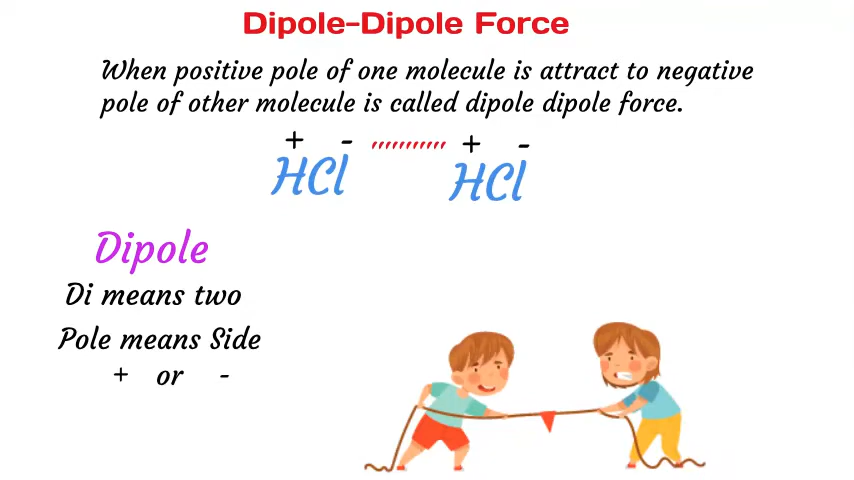 Dipole-Dipole Force
When positive pole of one molecule is attract to negative
pole of other molecule is called dipole dipole force.
+ - + -
HCl HCl
Dipole
Di means two
Pole means Side
+ or -